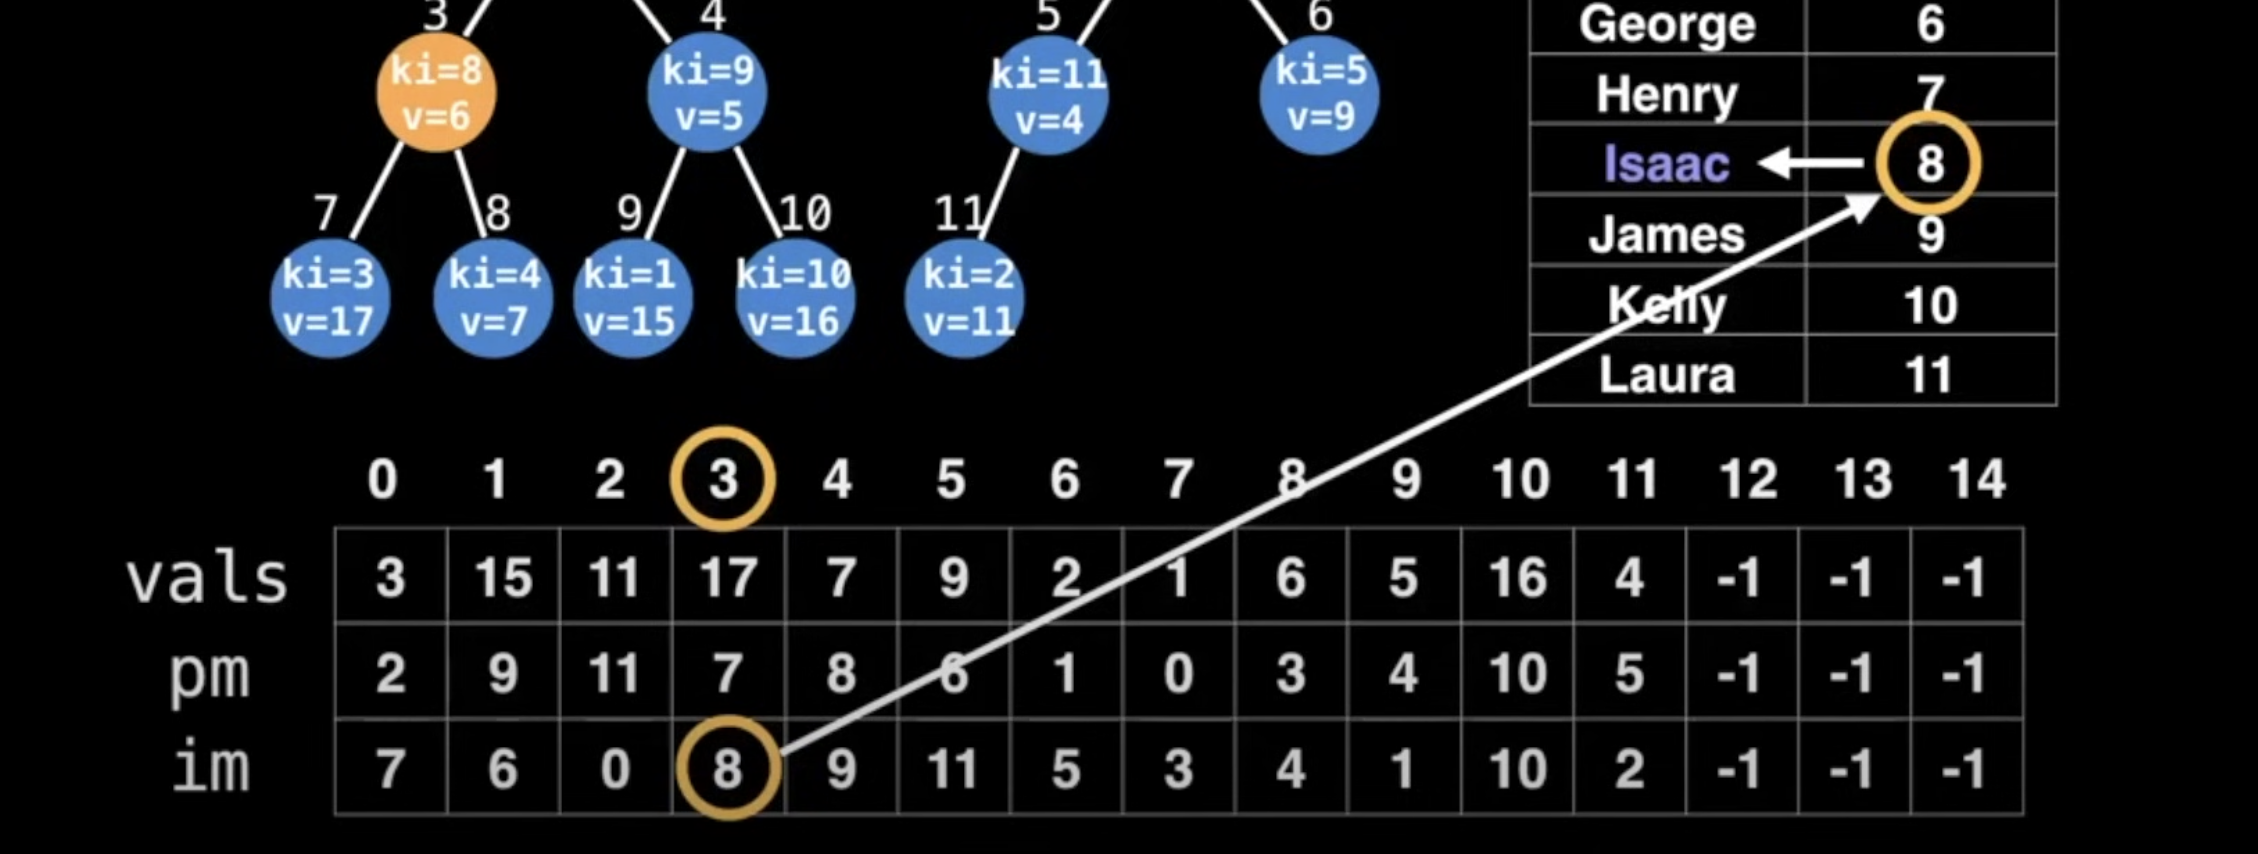 3 4 5 6
ki=8 ki=9 ki=11 ki=5
v=6 v=5 v=4 v=9
7 8 9 10 11
ki=3 ki=4 ki=1 ki=10 ki=2
v=17 v=7 v=15 v=16 v=11
George 6
Henry 7
Isaac 8
James 9
Kelly 10
Laura 11
0 1 2 3 4 5 6 7 8 9 10 11 12 13 14
vals 3 15 11 17 7 9 2 1 6 5 16 4 -1 -1 -1
pm 2 9 11 7 8 6 1 0 3 4 10 5 -1 -1 -1
im 7 6 0 8 9 11 5 3 4 1 10 2 -1 -1 -1